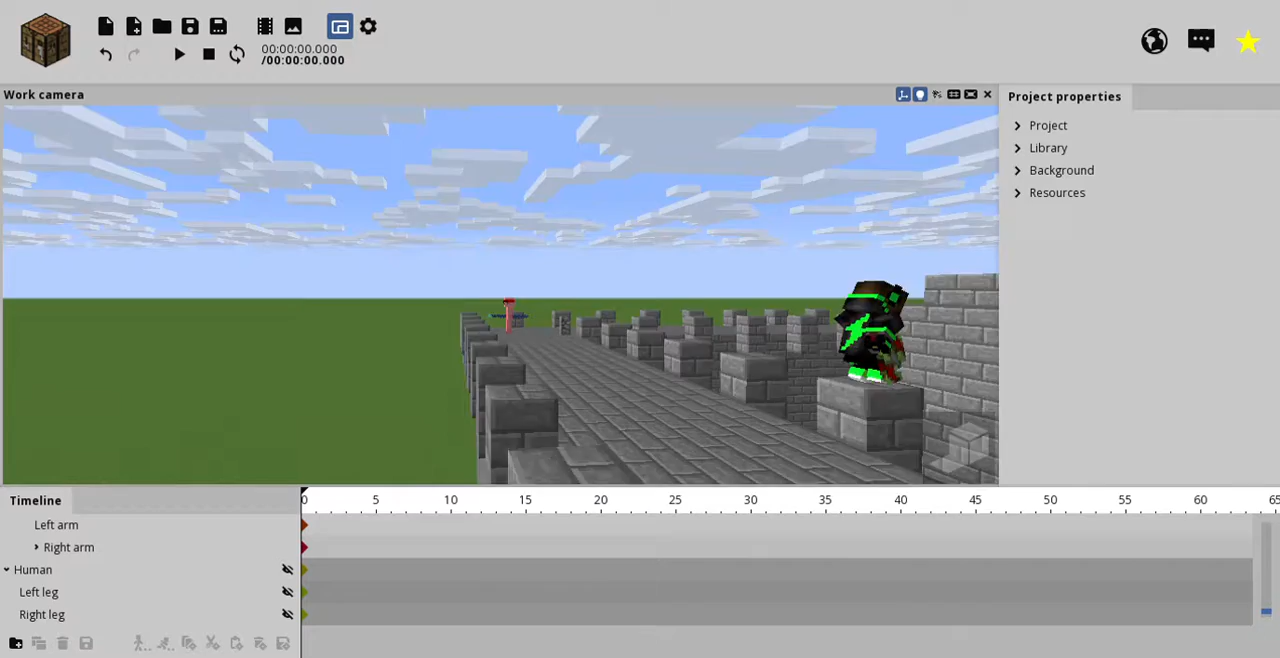 00:00:00.000
/00:00:00.000
Work camera
Project properties
Project
Library
Background
Resources
Timeline
0 5 10 15 20 25 30 35 40 45 50 55 60 65
Left arm
Right arm
Human
Left leg
Right leg